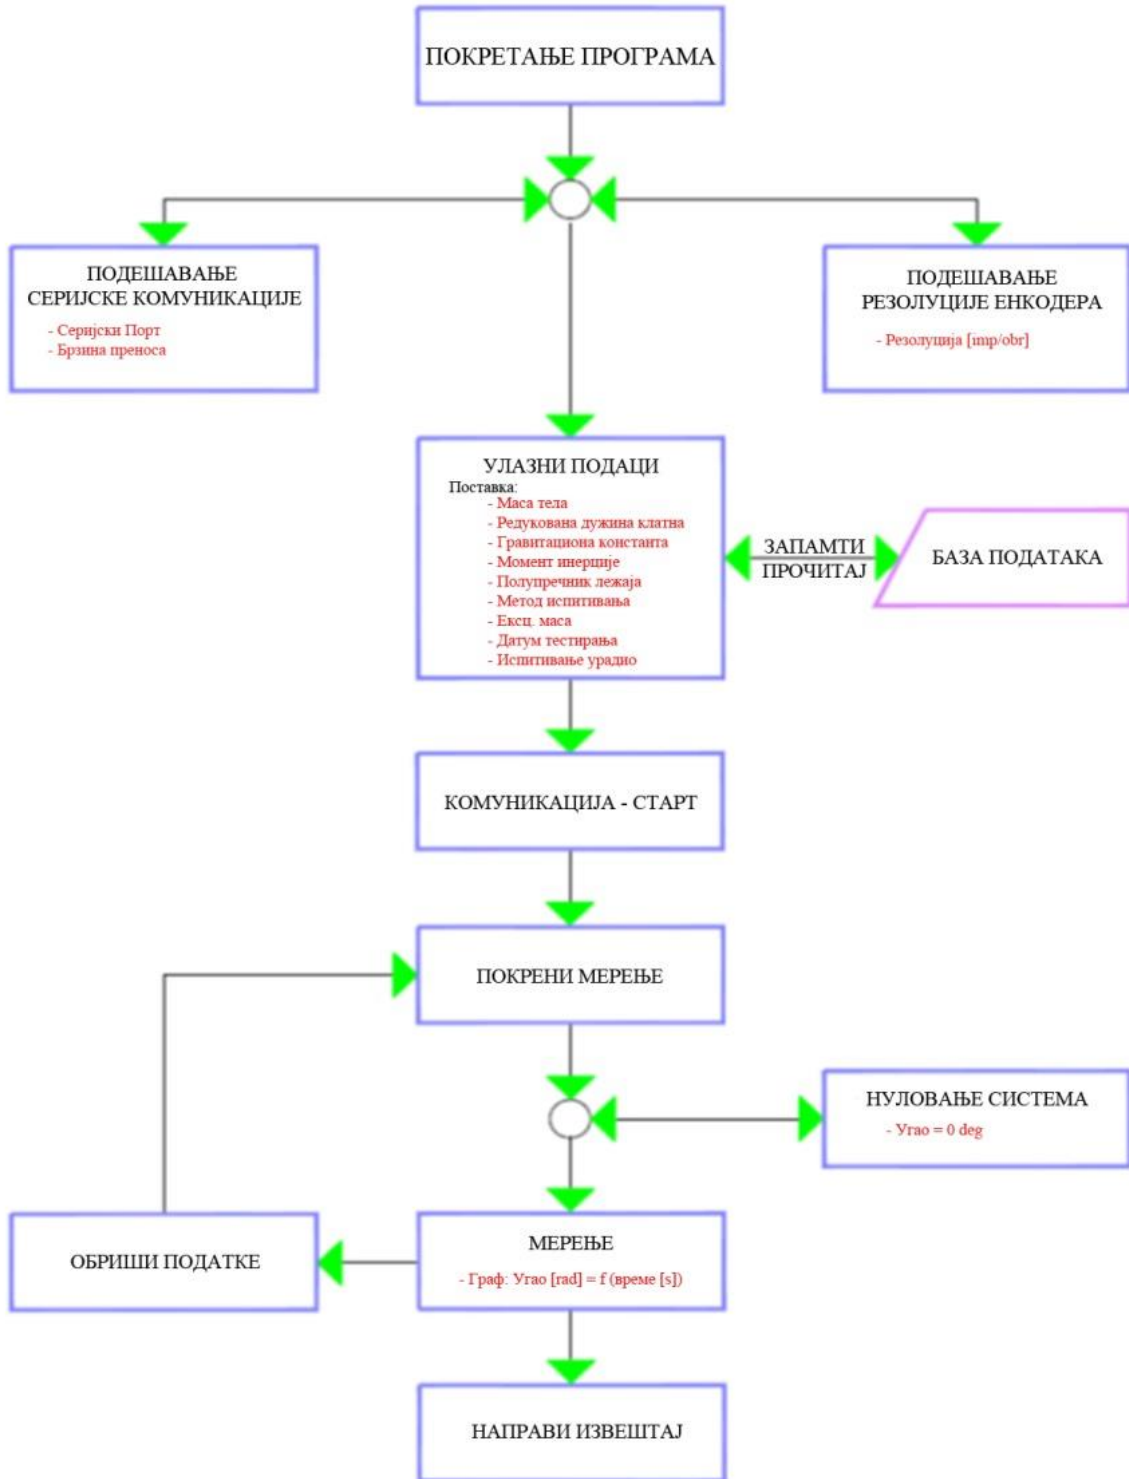 ПОКРЕТАЊЕ ПРОГРАМА
ПОДЕШАВАЊЕ
СЕРИЈСКЕ КОМУНИКАЦИЈЕ
- Серијски Порт
- Брзина преноса
ПОДЕШАВАЊЕ
РЕЗОЛУЦИЈЕ ЕНКОДЕРА
- Резолуција [imp/obr]
УЛАЗНИ ПОДАЦИ
Поставка:
- Маса тела
- Редукована дужина клатна
- Гравитациона константа
- Момент инерције
- Полупречник лежаја
- Метод испитивања
- Ексц. маса
- Датум тестирања
- Испитивање урадио
ЗАПАМТИ
ПРОЧИТАЈ
БАЗА ПОДАТАКА
КОМУНИКАЦИЈА - СТАРТ
ПОКРЕНИ МЕРЕЊЕ
НУЛОВАЊЕ СИСТЕМА
- Угао = 0 deg
ОБРИШИ ПОДАТКЕ
МЕРЕЊЕ
- Граф: Угао [rad] = f (време [s])
НАПРАВИ ИЗВЕШТАЈ